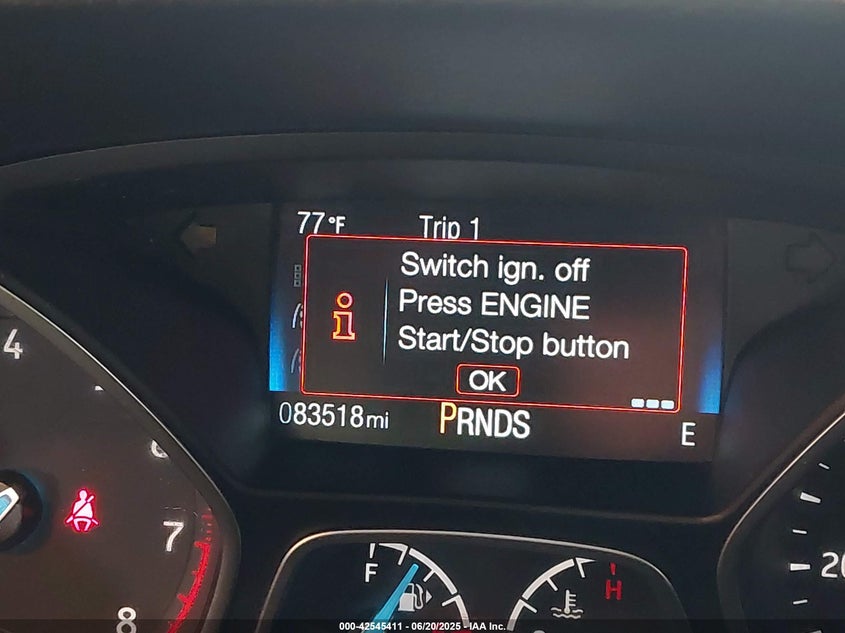 77°F Trip 1
Switch ign. off
Press ENGINE
Start/Stop button
OK
083518mi PRNDS E
4
6
7
8
F
H
20
000-42545411 - 06/20/2025 - IAA Inc.